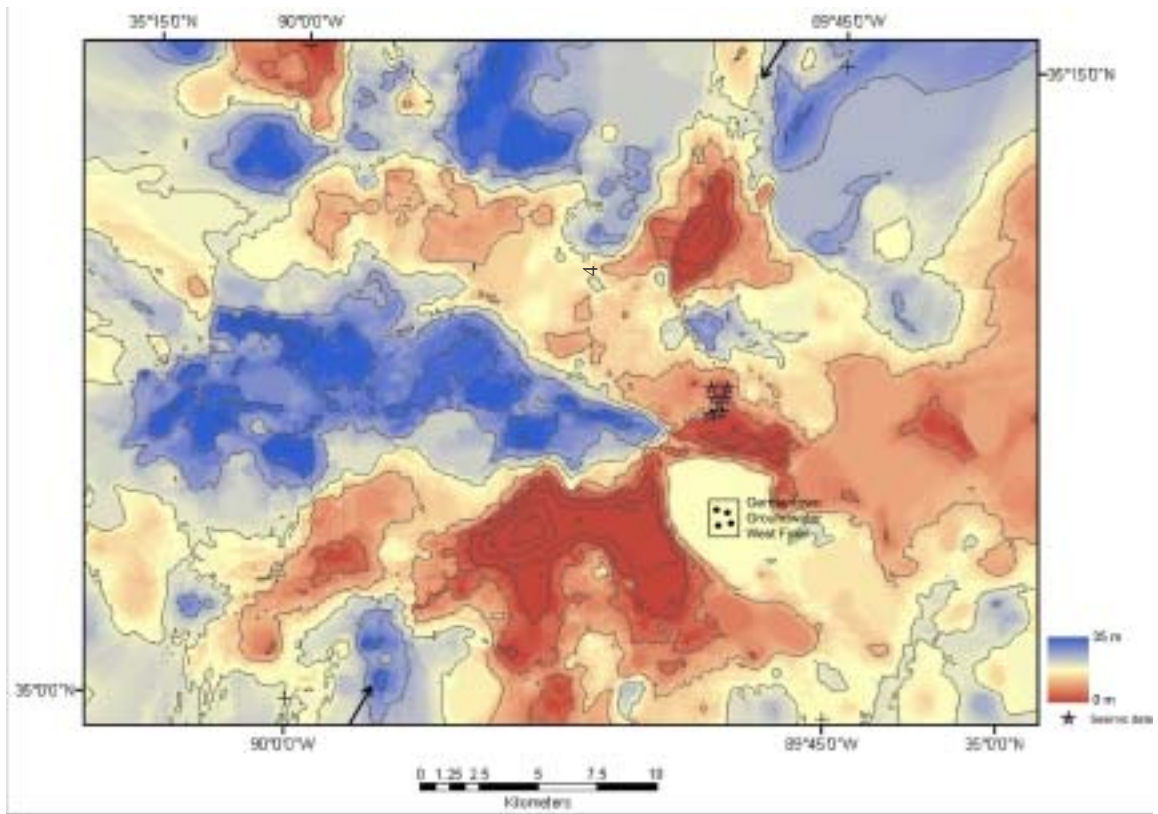 35°15'0"N 90°0'0"W 89°45'0"W
35°15'0"N
4
Germantown
Groundwater
West Field
35 m
0 m
Seismic data
35°0'0"N
90°0'0"W 89°45'0"W 35°0'0"N
0 1.25 2.5 5 7.5 10
Kilometers